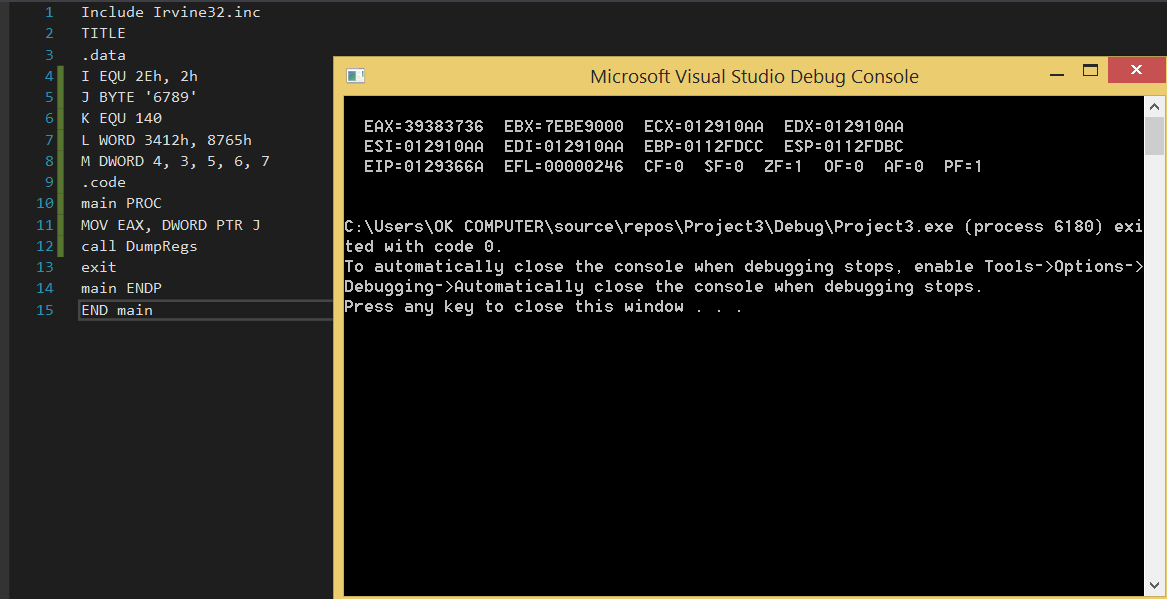 1 Include Irvine32.inc
2 TITLE
3 .data
4 I EQU 2Eh, 2h
5 J BYTE '6789'
6 K EQU 140
7 L WORD 3412h, 8765h
8 M DWORD 4, 3, 5, 6, 7
9 .code
10 main PROC
11 MOV EAX, DWORD PTR J
12 call DumpRegs
13 exit
14 main ENDP
15 END main
Microsoft Visual Studio Debug Console
EAX=39383736 EBX=7EBE9000 ECX=012910AA EDX=012910AA
ESI=012910AA EDI=012910AA EBP=0112FDCC ESP=0112FDBC
EIP=0129366A EFL=00000246 CF=0 SF=0 ZF=1 OF=0 AF=0 PF=1
C:\Users\OK COMPUTER\source\repos\Project3\Debug\Project3.exe (process 6180) exi
ted with code 0.
To automatically close the console when debugging stops, enable Tools->Options->
Debugging->Automatically close the console when debugging stops.
Press any key to close this window . . .